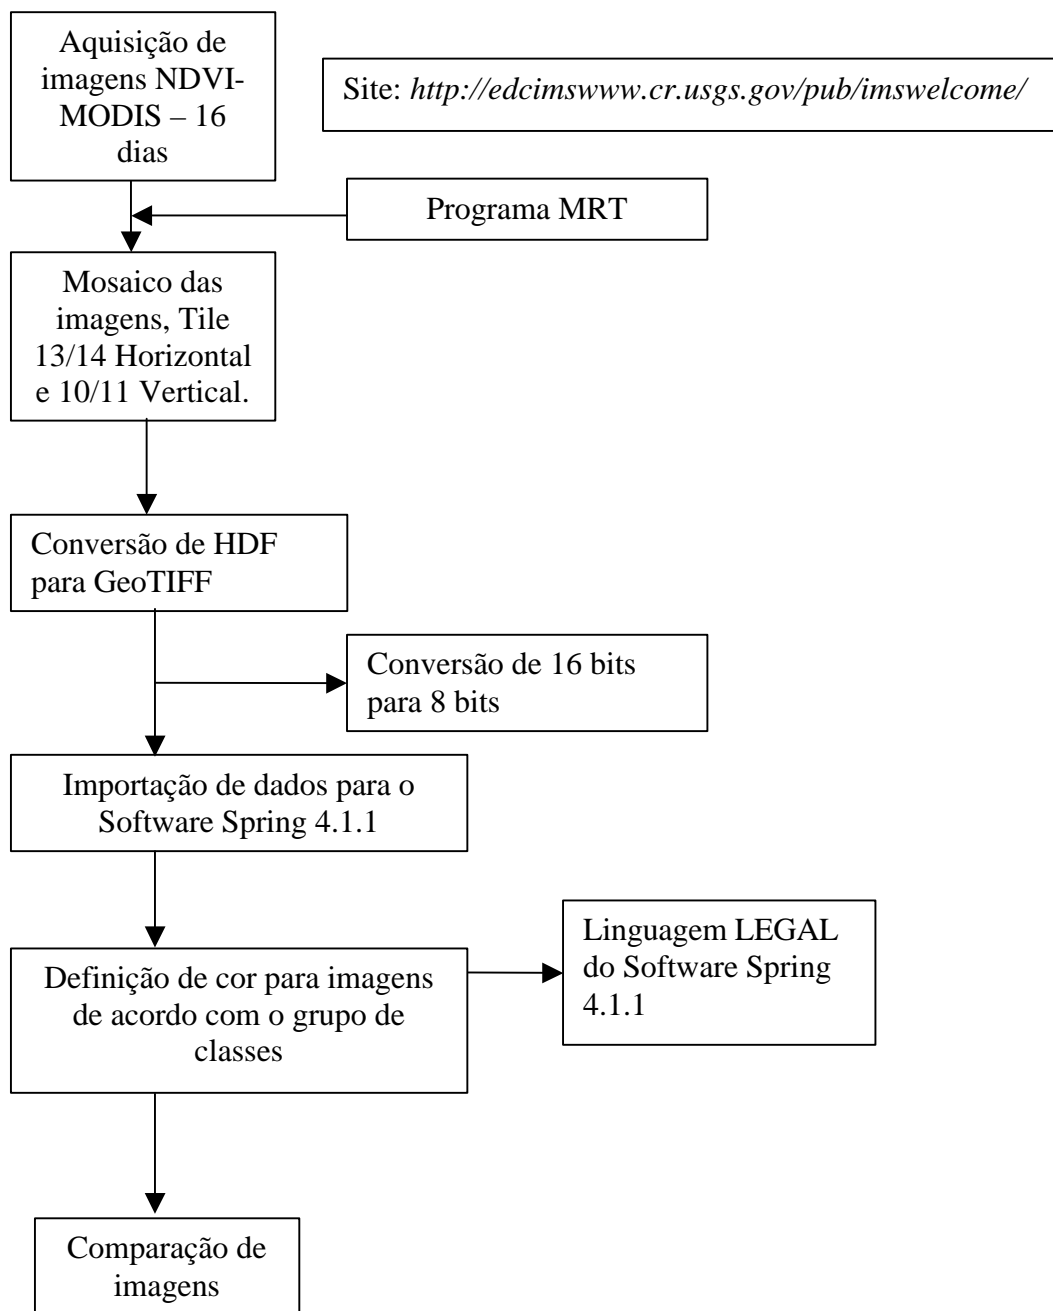 Aquisição de
imagens NDVI-
MODIS – 16
dias
Site: http://edcimswww.cr.usgs.gov/pub/imswelcome/
Programa MRT
Mosaico das
imagens, Tile
13/14 Horizontal
e 10/11 Vertical.
Conversão de HDF
para GeoTIFF
Conversão de 16 bits
para 8 bits
Importação de dados para o
Software Spring 4.1.1
Definição de cor para imagens
de acordo com o grupo de
classes
Linguagem LEGAL
do Software Spring
4.1.1
Comparação de
imagens